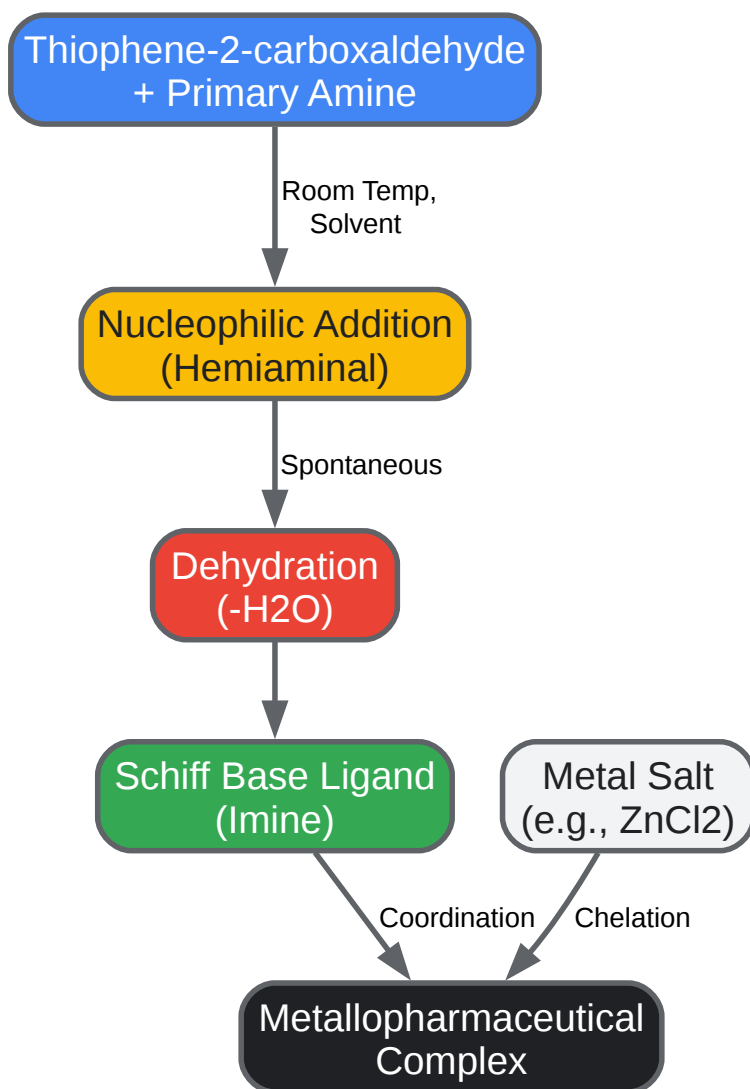 Thiophene-2-carboxaldehyde
+ Primary Amine
Room Temp,
Solvent
Nucleophilic Addition
(Hemiaminal)
Spontaneous
Dehydration
(-H2O)
Schiff Base Ligand
(Imine)
Metal Salt
(e.g., ZnCl2)
Coordination
Chelation
Metallopharmaceutical
Complex